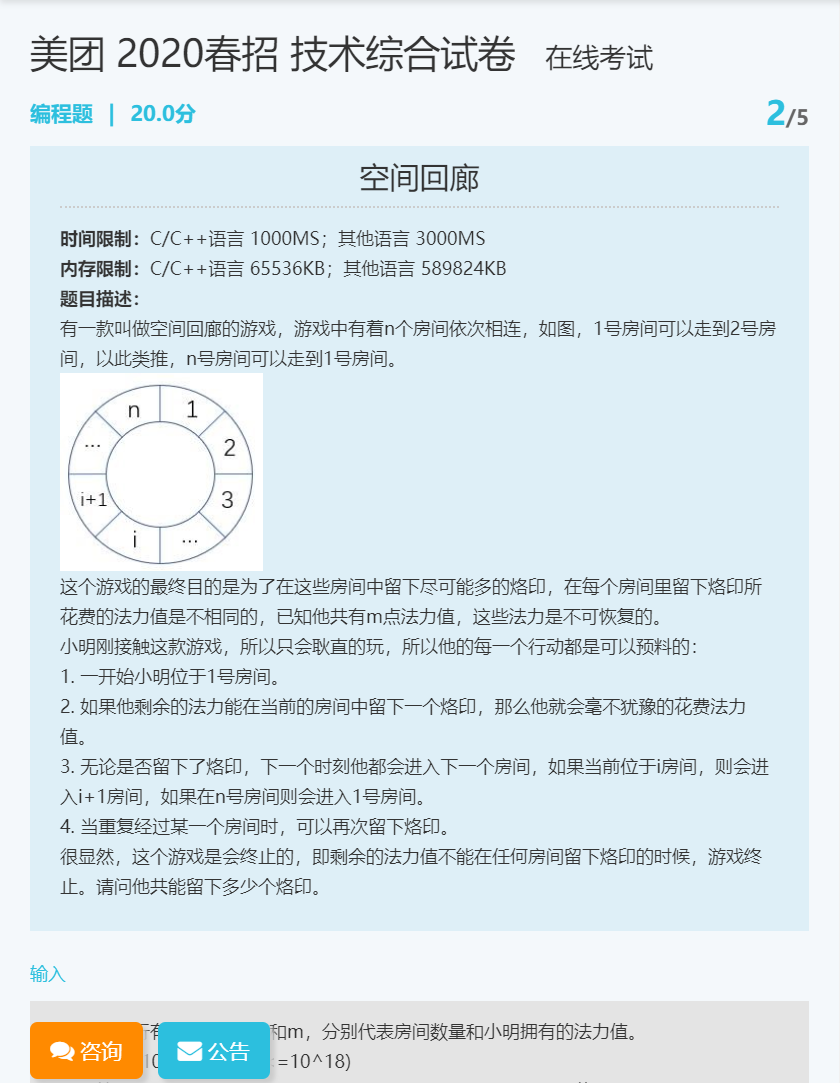 美团 2020春招 技术综合试卷 在线考试
编程题 | 20.0分 2/5
空间回廊
时间限制：C/C++语言 1000MS；其他语言 3000MS
内存限制：C/C++语言 65536KB；其他语言 589824KB
题目描述：
有一款叫做空间回廊的游戏，游戏中有着n个房间依次相连，如图，1号房间可以走到2号房
间，以此类推，n号房间可以走到1号房间。
n 1
... 2
i+1 3
i ...
这个游戏的最终目的是为了在这些房间中留下尽可能多的烙印，在每个房间里留下烙印所
花费的法力值是不相同的，已知他共有m点法力值，这些法力是不可恢复的。
小明刚接触这款游戏，所以只会耿直的玩，所以他的每一个行动都是可以预料的：
1. 一开始小明位于1号房间。
2. 如果他剩余的法力能在当前的房间中留下一个烙印，那么他就会毫不犹豫的花费法力
值。
3. 无论是否留下了烙印，下一个时刻他都会进入下一个房间，如果当前位于i房间，则会进
入i+1房间，如果在n号房间则会进入1号房间。
4. 当重复经过某一个房间时，可以再次留下烙印。
很显然，这个游戏是会终止的，即剩余的法力值不能在任何房间留下烙印的时候，游戏终
止。请问他共能留下多少个烙印。
输入
和m，分别代表房间数量和小明拥有的法力值。
咨询 公告 =10^18)